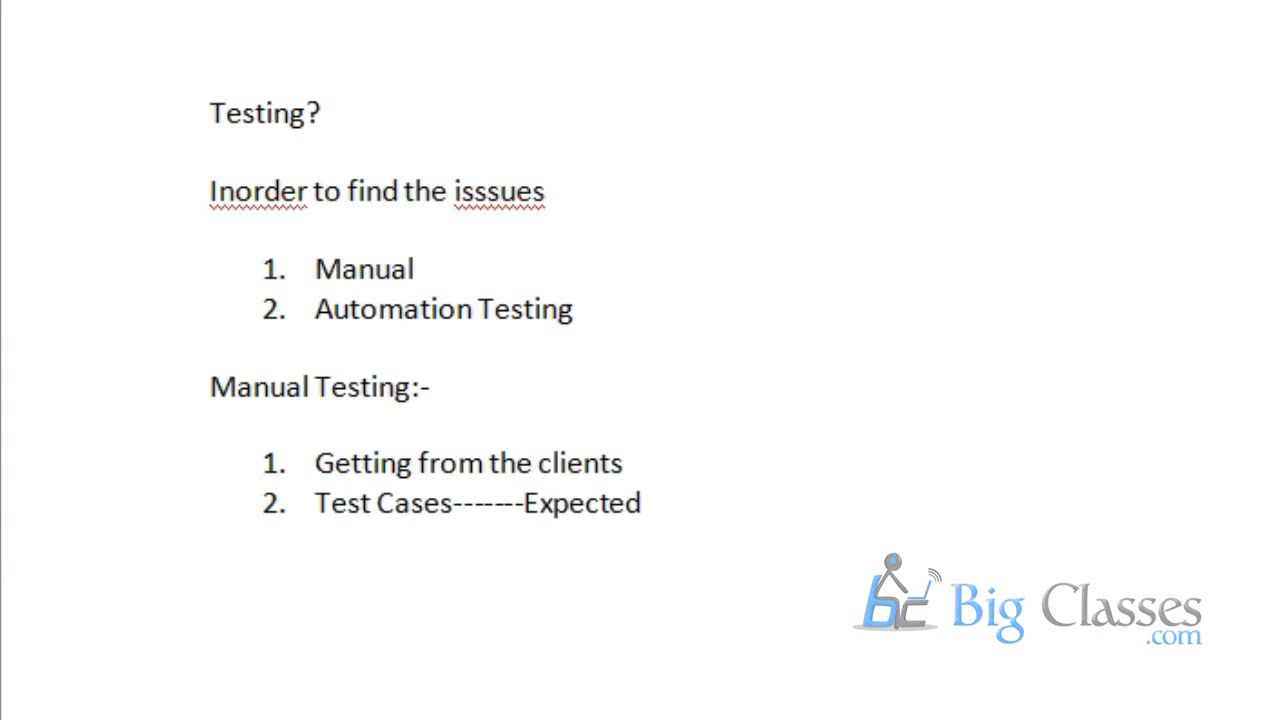 Testing?
Inorder to find the isssues
1. Manual
2. Automation Testing
Manual Testing:-
1. Getting from the clients
2. Test Cases-------Expected
bc Big Classes
.com